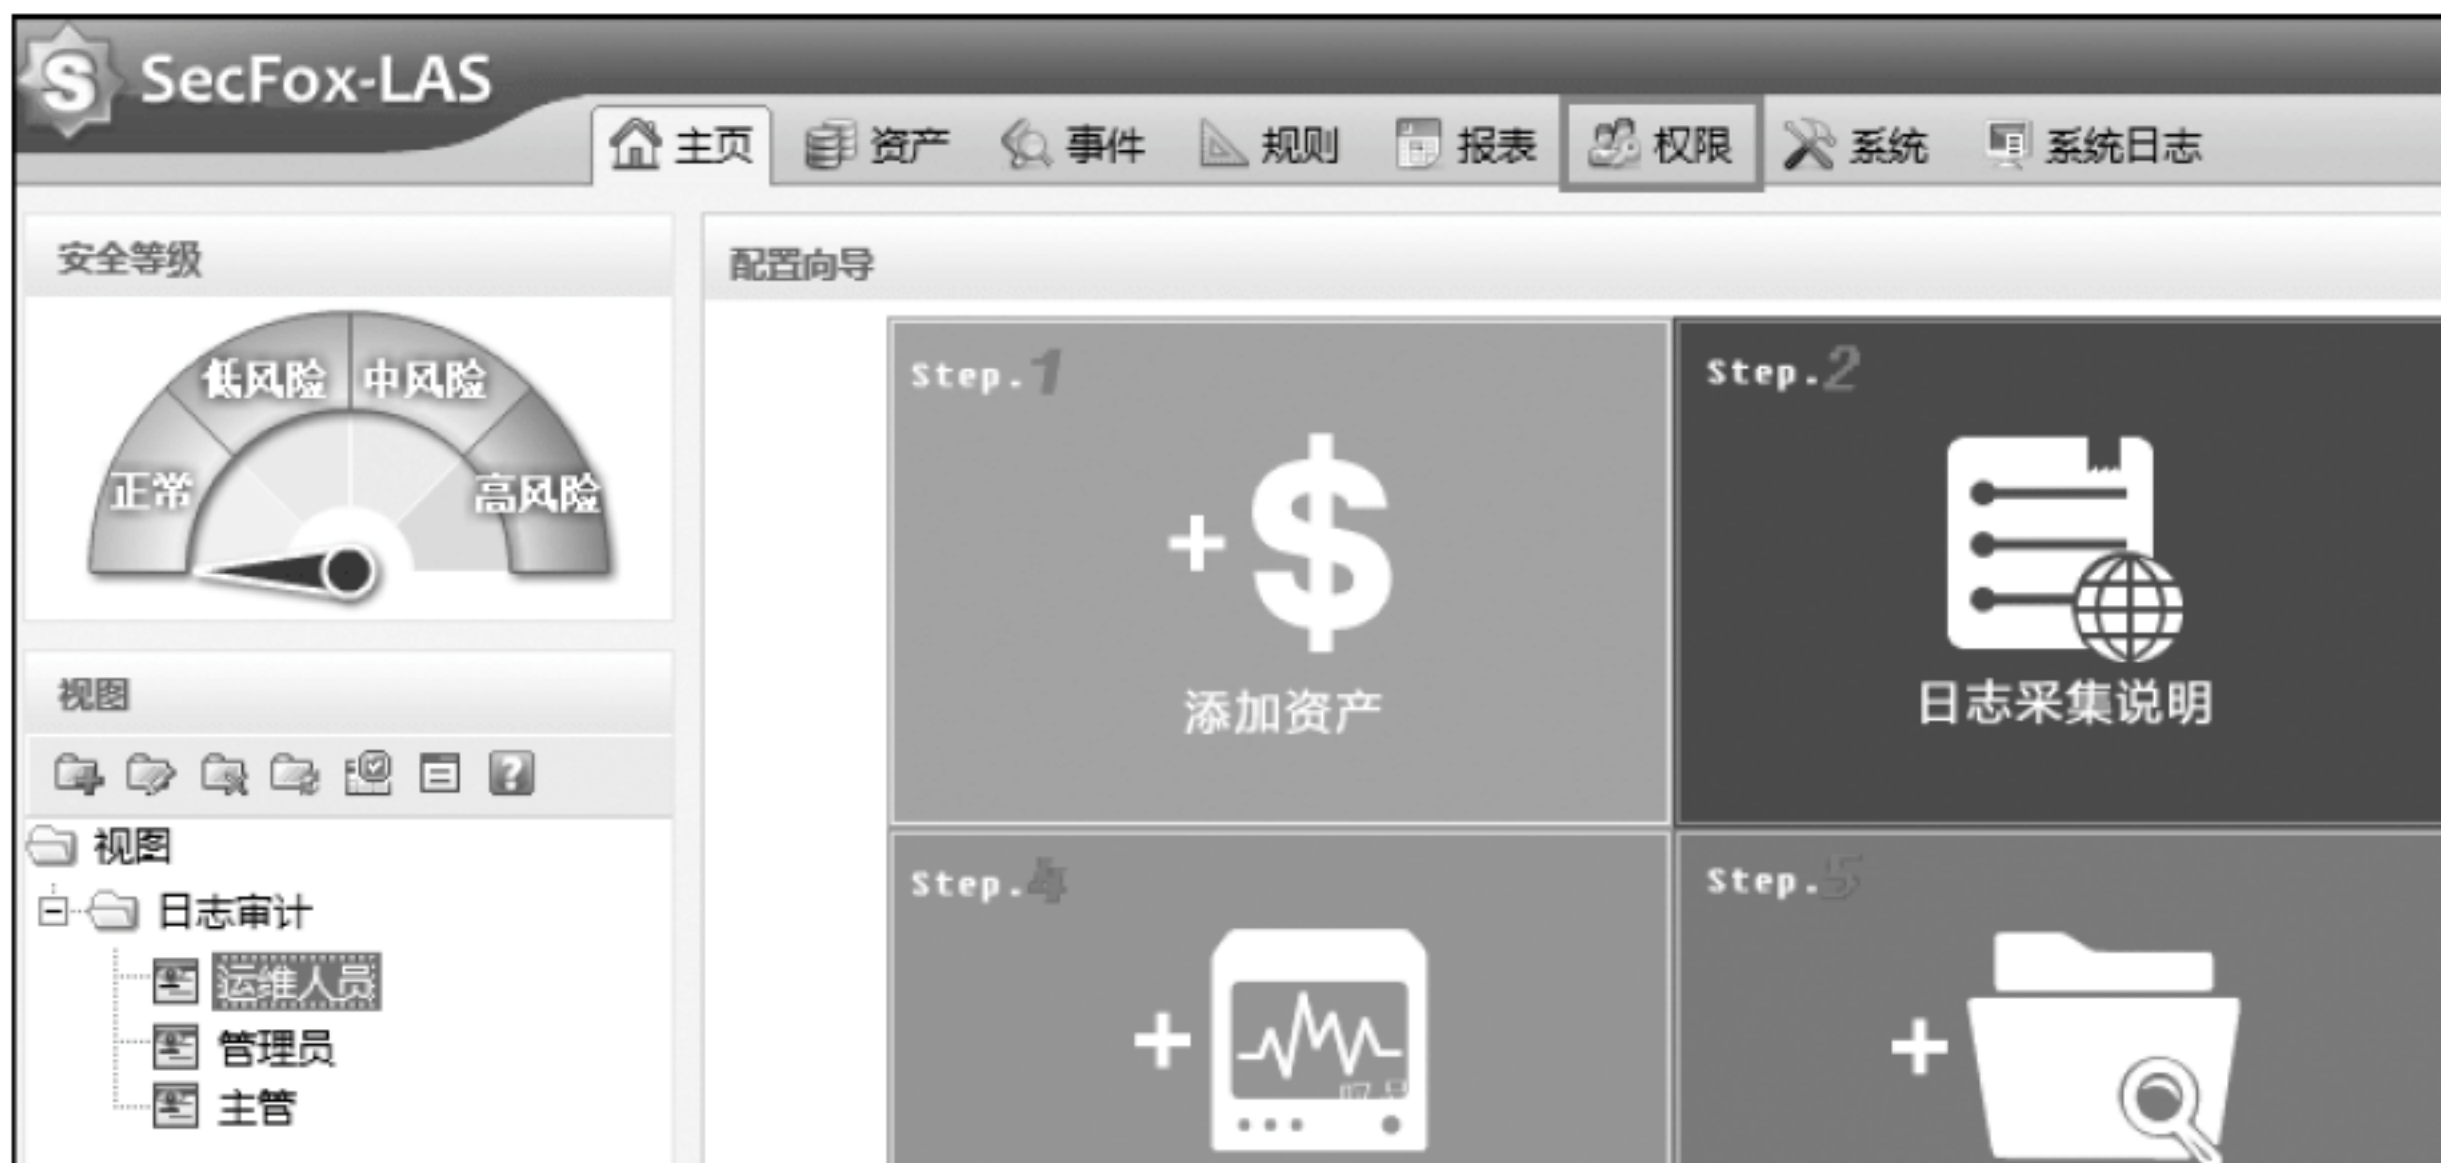 SecFox-LAS
主页 资产 事件 规则 报表 权限 系统 系统日志
安全等级
低风险 中风险
正常 高风险
视图
视图
日志审计
运维人员
管理员
主管
配置向导
Step.1
添加资产
Step.2
日志采集说明
Step.4
Step.5